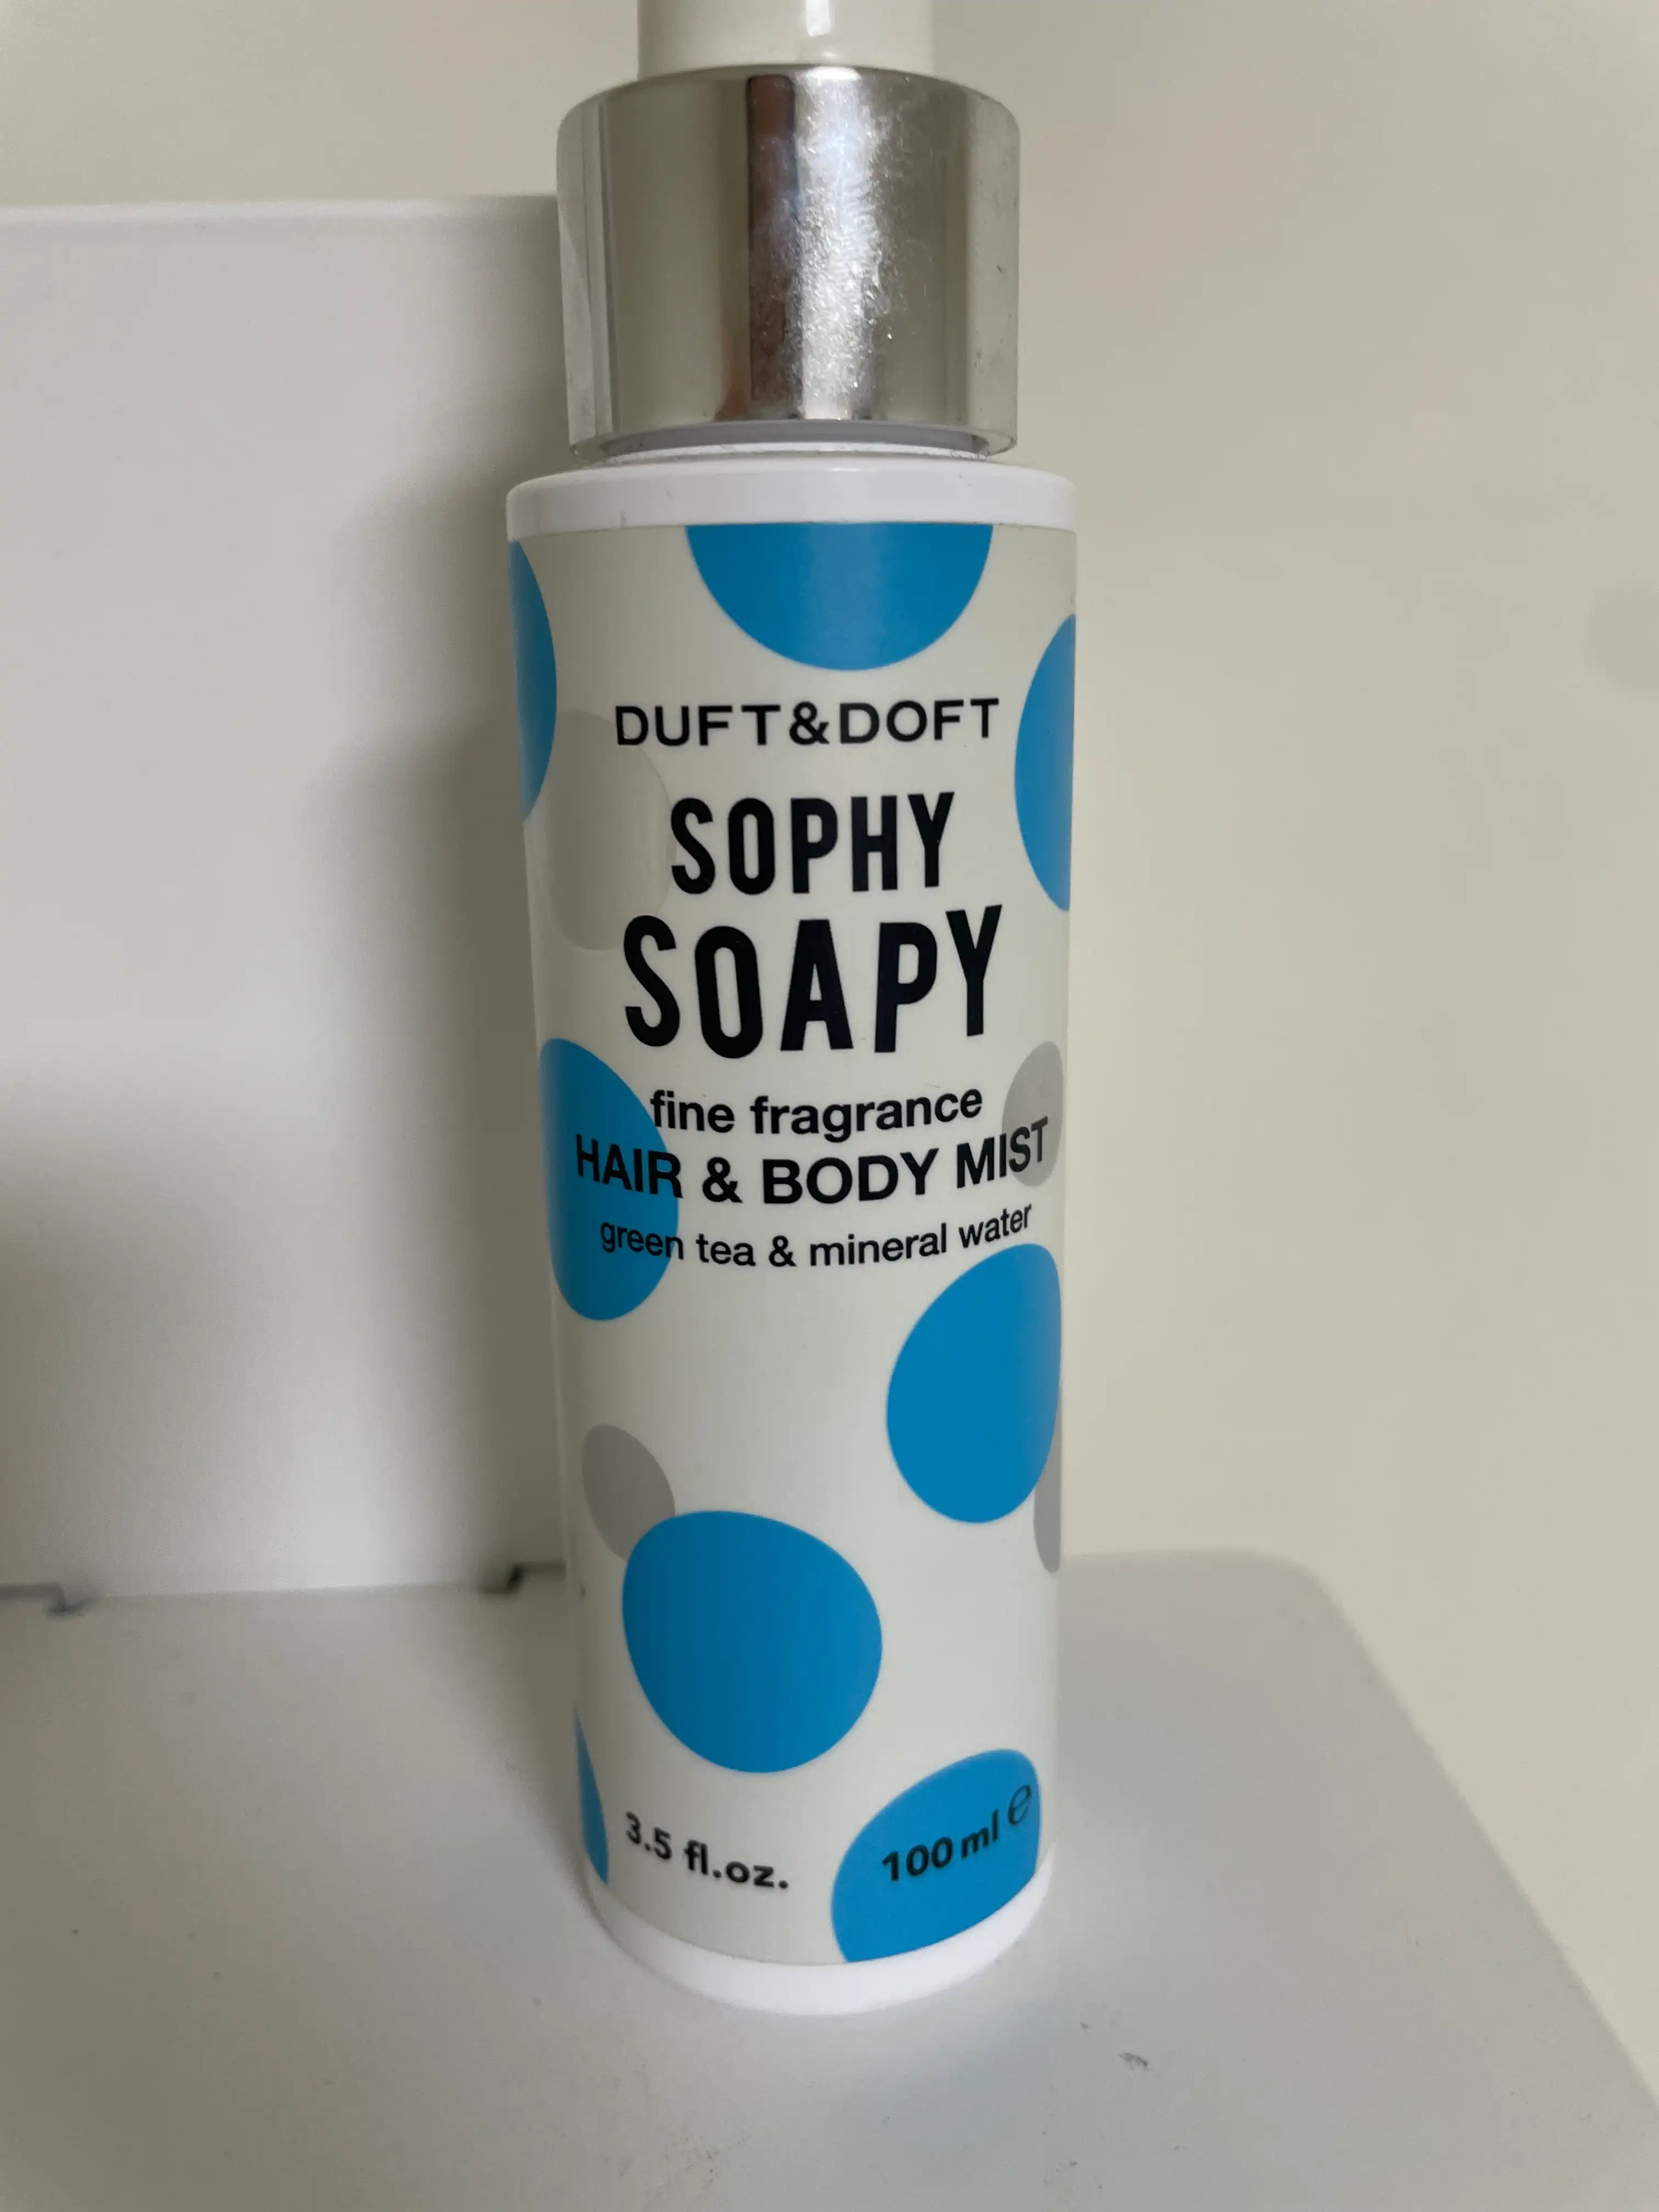 DUFT&DOFT
SOPHY
SOAPY
fine fragrance
HAIR & BODY MIST
green tea & mineral water
3.5 fl.oz. 100 ml ℮